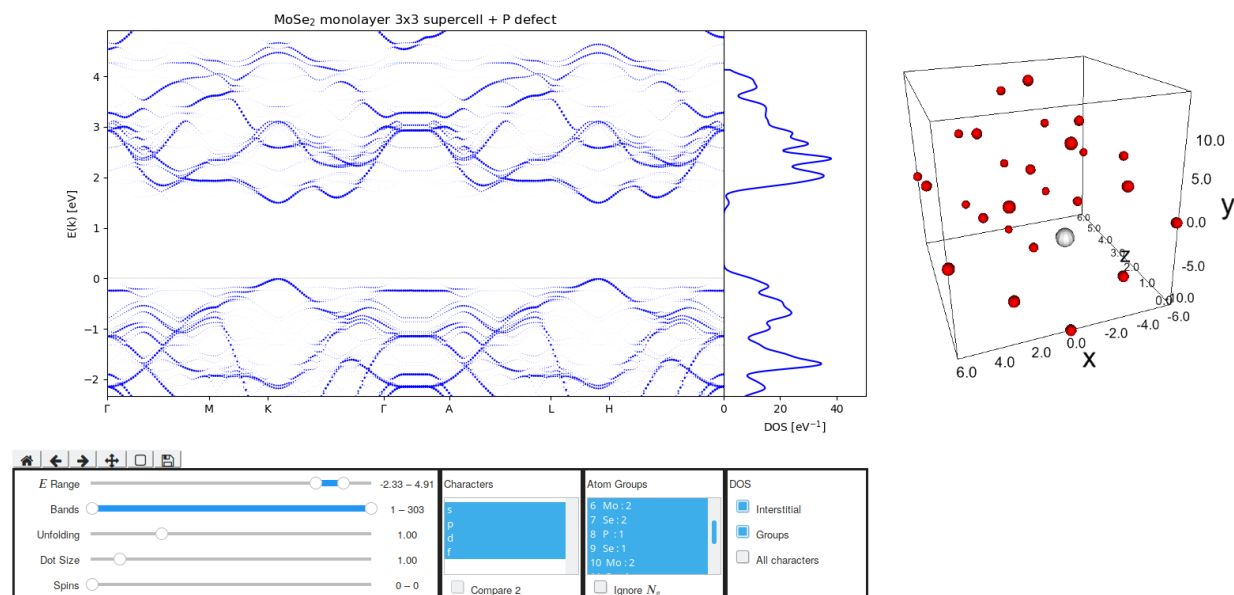 MoSe₂ monolayer 3x3 supercell + P defect
E(k) [eV]
4
3
2
1
0
−1
−2
Γ M K Γ A L H
0 20 40
DOS [eV⁻¹]
10.0
5.0
0.0
-5.0
-10.0
y
6.0
5.0
4.0
3.0
2.0
1.0
0.0
z
6.0 4.0 2.0 0.0 -2.0 -4.0 -6.0
x
E Range -2.33 – 4.91
Bands 1 – 303
Unfolding 1.00
Dot Size 1.00
Spins 0 – 0
Characters
s
p
d
f
Compare 2
Atom Groups
6 Mo : 2
7 Se : 2
8 P : 1
9 Se : 1
10 Mo : 2
Ignore Ng
DOS
Interstitial
Groups
All characters